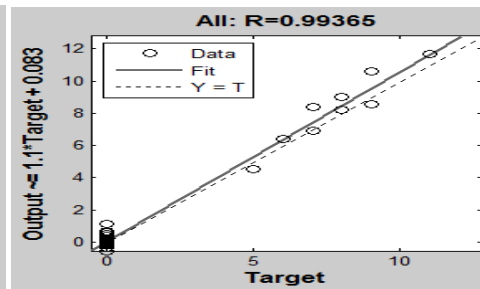 All: R=0.99365
Output ~= 1.1*Target + 0.083
12
10
8
6
4
2
0
Data
Fit
Y = T
0 5 10
Target